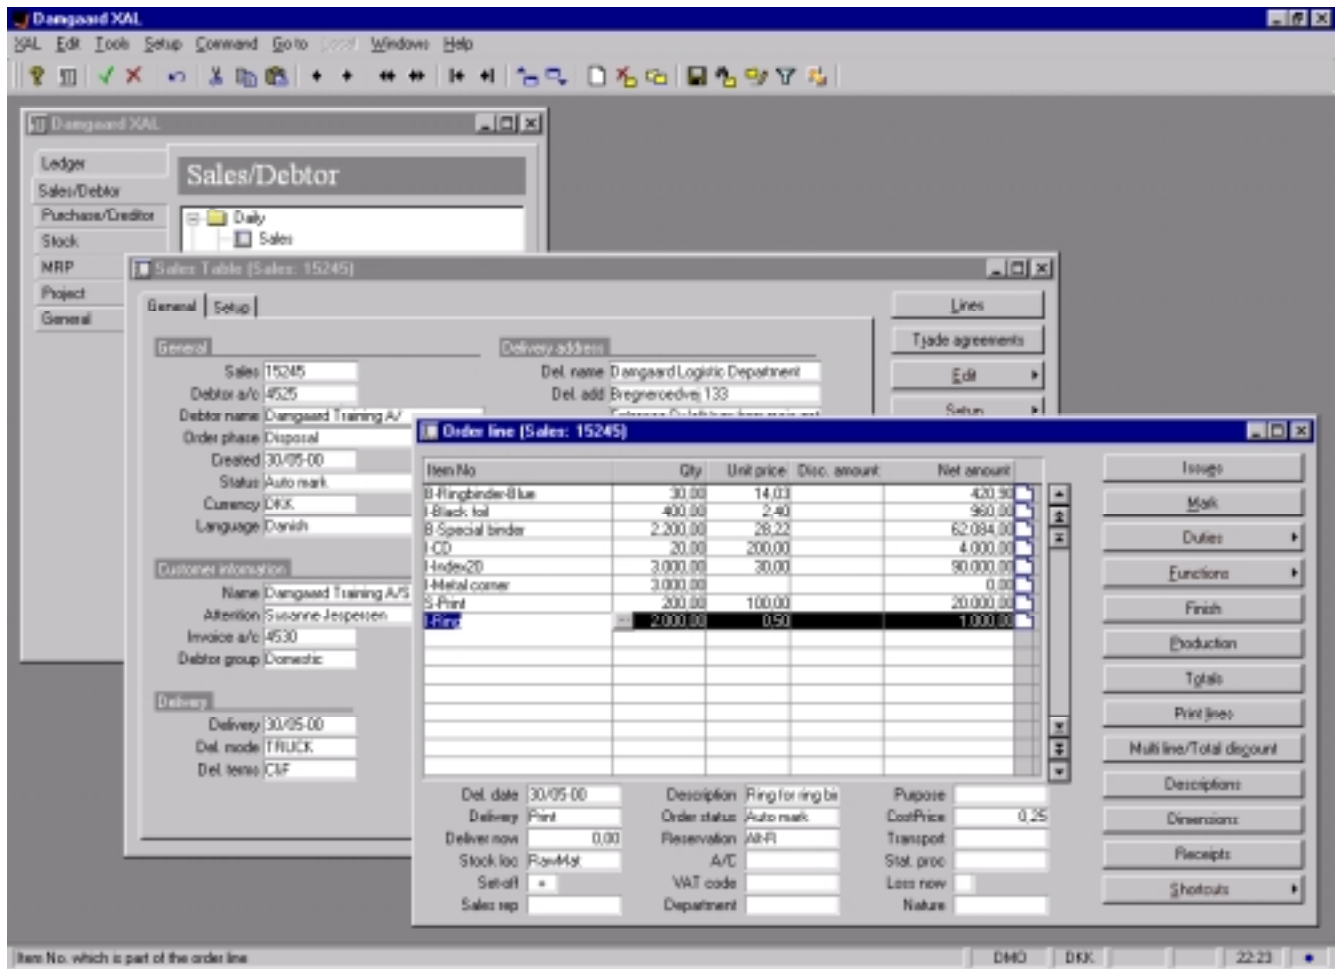 Damgaard XAL
XAL Edit Tools Setup Command Go to Local Windows Help
Damgaard XAL
Ledger
Sales/Debtor
Purchase/Creditor
Stock
MRP
Project
General
Sales/Debtor
Daily
Sales
Sales Table (Sales: 15245)
General Setup
General
Sales 15245
Debtor a/c 4525
Debtor name Damgaard Training A/
Order phase Disposal
Created 30/05-00
Status Auto mark
Currency DKK
Language Danish
Customer information
Name Damgaard Training A/S
Attention Susanne Jespersen
Invoice a/c 4530
Debtor group Domestic
Delivery
Delivery 30/05-00
Del. mode TRUCK
Del. terms CMF
Delivery address
Del. name Damgaard Logistic Department
Del. add Bregneroedvej 133
Lines
Trade agreements
Edit
Setup
Order line (Sales: 15245)
Item No Qty Unit price Disc. amount Net amount
B-Ringbinder-Blue 30,00 14,03 420,90
I-Black foil 400,00 2,40 960,00
B-Special binder 2.200,00 28,22 62.084,00
I-CD 20,00 200,00 4.000,00
I-Index20 3.000,00 30,00 90.000,00
I-Metal corner 3.000,00 0,00
S-Print 200,00 100,00 20.000,00
I-Ring ... 2.000,00 0,50 1.000,00
Del. date 30/05-00 Description Ring for ring bi Purpose
Delivery Print Order status Auto mark CostPrice 0,25
Deliver now 0,00 Reservation Alt-R Transport
Stock loc RawMat A/C Stat. proc
Set-off = VAT code Loss now
Sales rep Department Nature
Issues
Mark
Duties
Functions
Finish
Production
Totals
Print lines
Multi line/Total discount
Descriptions
Dimensions
Receipts
Shortcuts
Item No. which is part of the order line DMO DKK 22:23